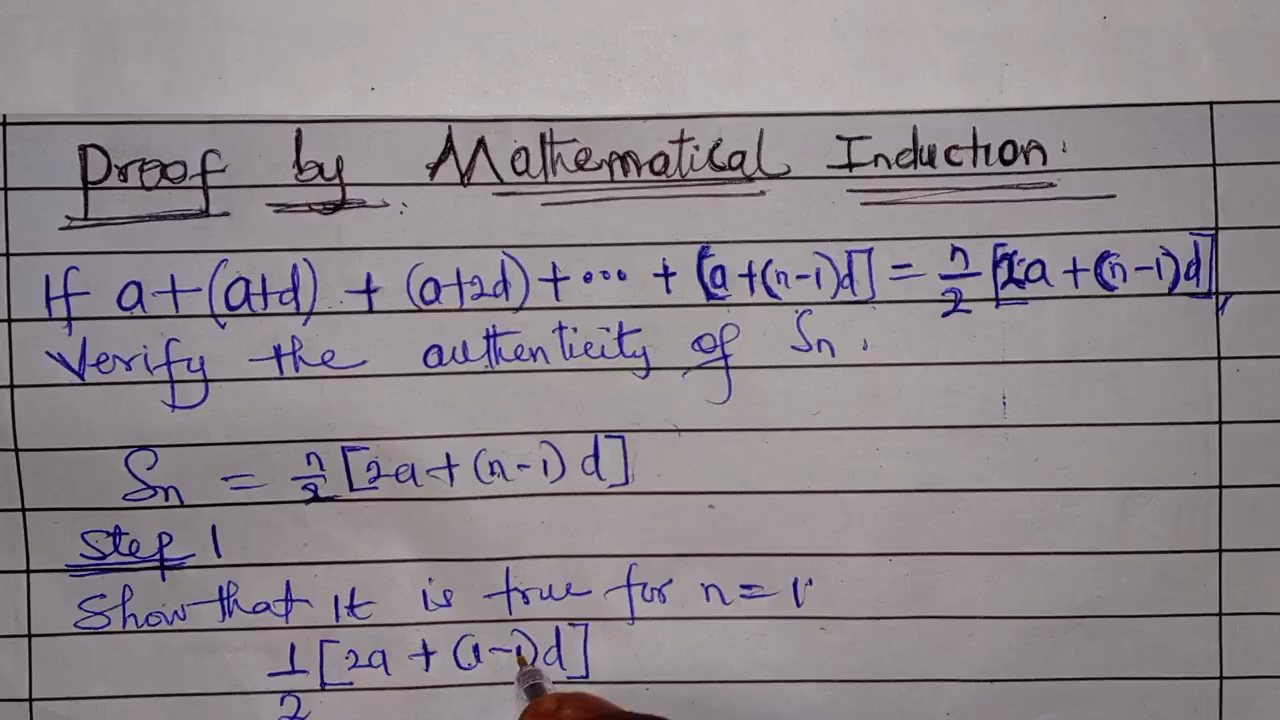 Proof by Mathematical Induction.
If a+(a+d) + (a+2d) + ... + [a+(n-1)d] = n/2 [2a+(n-1)d],
Verify the authenticity of Sn.
Sn = n/2 [2a+(n-1)d]
Step 1
Show that it is true for n=1
1/2 [2a + (1-1)d]